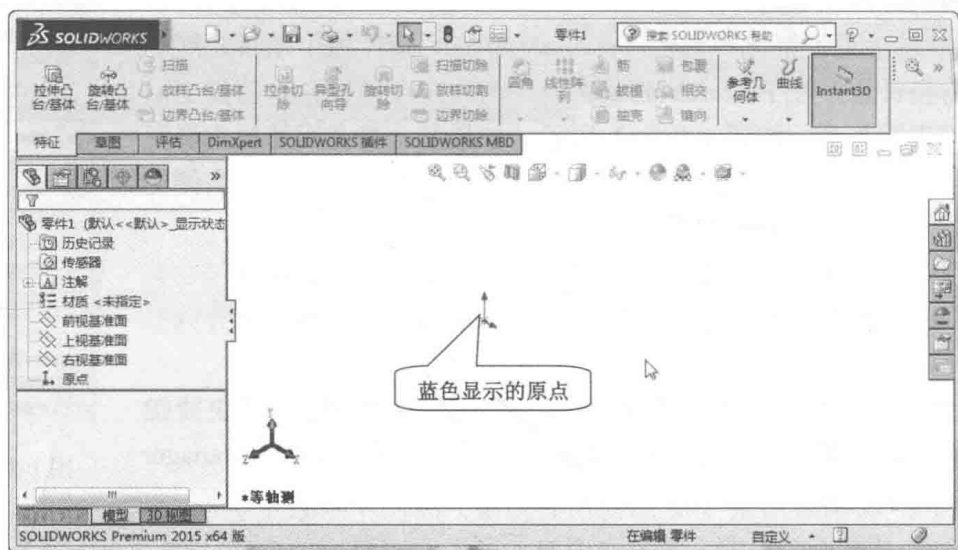 SOLIDWORKS
零件1
搜索 SOLIDWORKS 帮助
拉伸凸台/基体
旋转凸台/基体
扫描
放样凸台/基体
边界凸台/基体
拉伸切除
异型孔向导
旋转切除
扫描切除
放样切割
边界切除
圆角
线性阵列
筋
拔模
抽壳
包覆
相交
镜向
参考几何体
曲线
Instant3D
特征
草图
评估
DimXpert
SOLIDWORKS 插件
SOLIDWORKS MBD
零件1 (默认<<默认>_显示状态
历史记录
传感器
A 注解
材质 <未指定>
前视基准面
上视基准面
右视基准面
原点
蓝色显示的原点
Y
Z
X
*等轴测
模型
3D 视图
SOLIDWORKS Premium 2015 x64 版
在编辑 零件
自定义